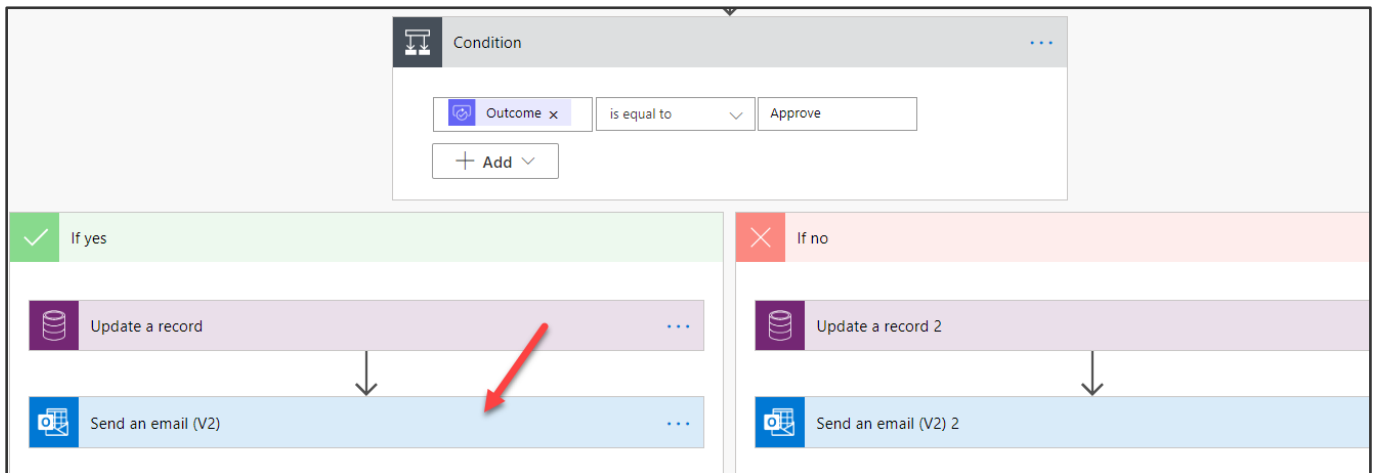 Condition
Outcome x is equal to Approve
Add
If yes If no
Update a record Update a record 2
Send an email (V2) Send an email (V2) 2